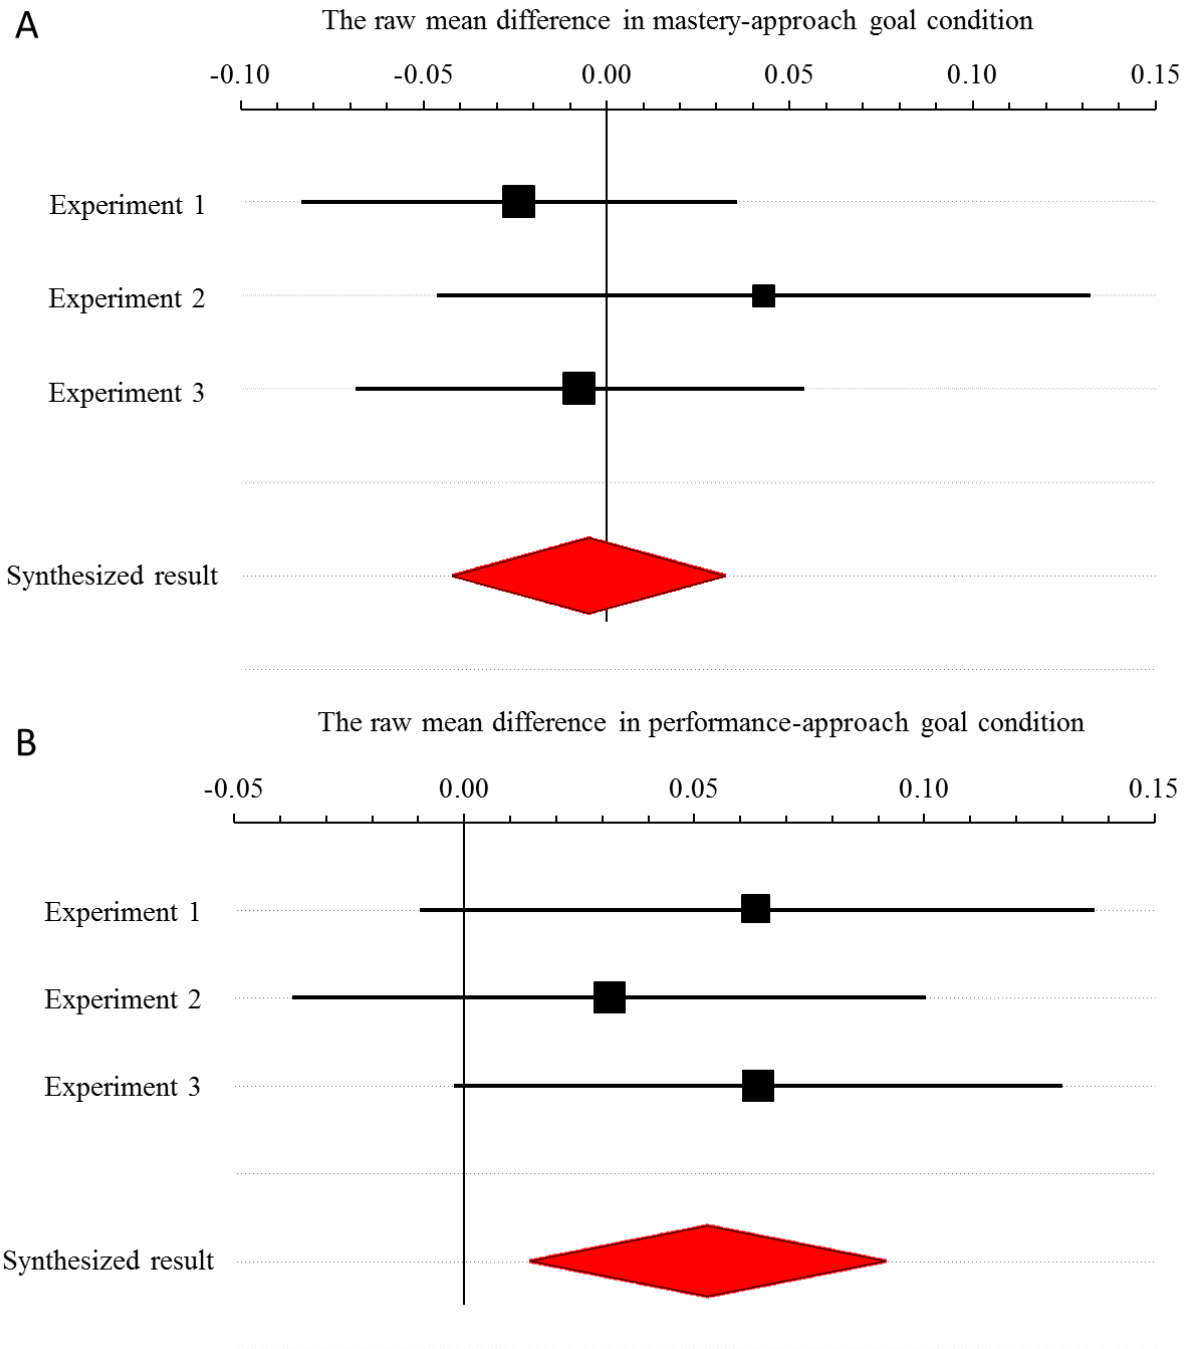 A
The raw mean difference in mastery-approach goal condition
-0.10 -0.05 0.00 0.05 0.10 0.15
Experiment 1
Experiment 2
Experiment 3
Synthesized result
B
The raw mean difference in performance-approach goal condition
-0.05 0.00 0.05 0.10 0.15
Experiment 1
Experiment 2
Experiment 3
Synthesized result